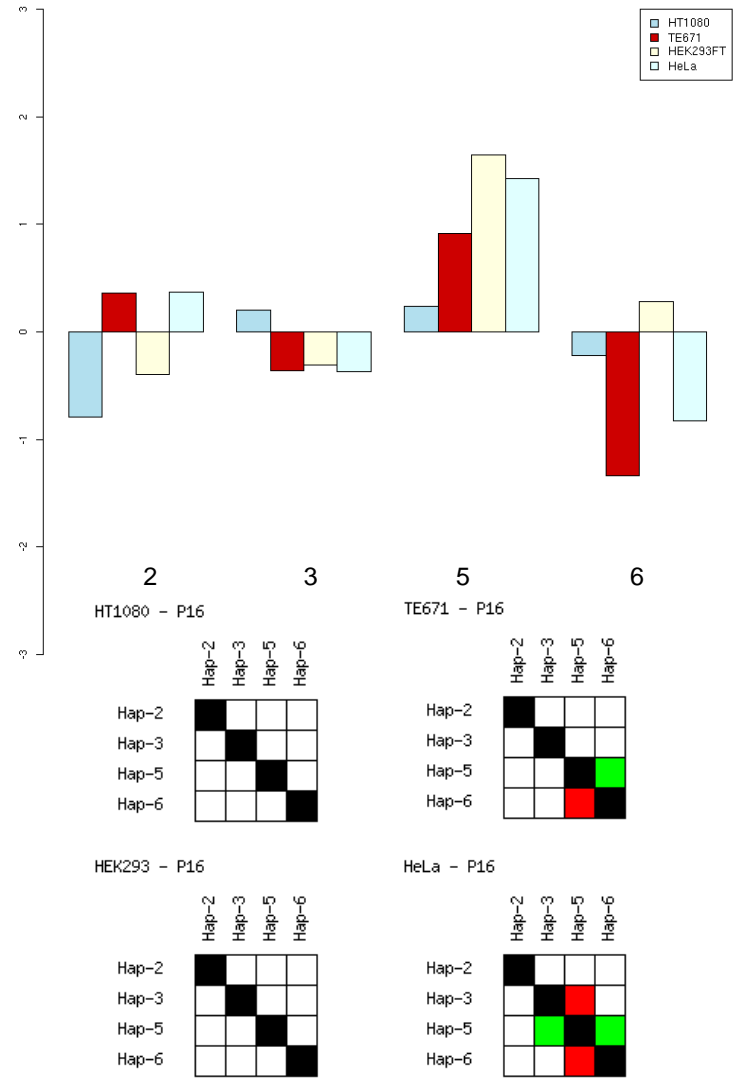 3
HT1080
TE671
HEK293FT
HeLa
2
1
0
-1
-2
-3
2 3 5 6
HT1080 – P16
Hap–2 Hap–3 Hap–5 Hap–6
Hap–2
Hap–3
Hap–5
Hap–6
TE671 – P16
Hap–2 Hap–3 Hap–5 Hap–6
Hap–2
Hap–3
Hap–5
Hap–6
HEK293 – P16
Hap–2 Hap–3 Hap–5 Hap–6
Hap–2
Hap–3
Hap–5
Hap–6
HeLa – P16
Hap–2 Hap–3 Hap–5 Hap–6
Hap–2
Hap–3
Hap–5
Hap–6